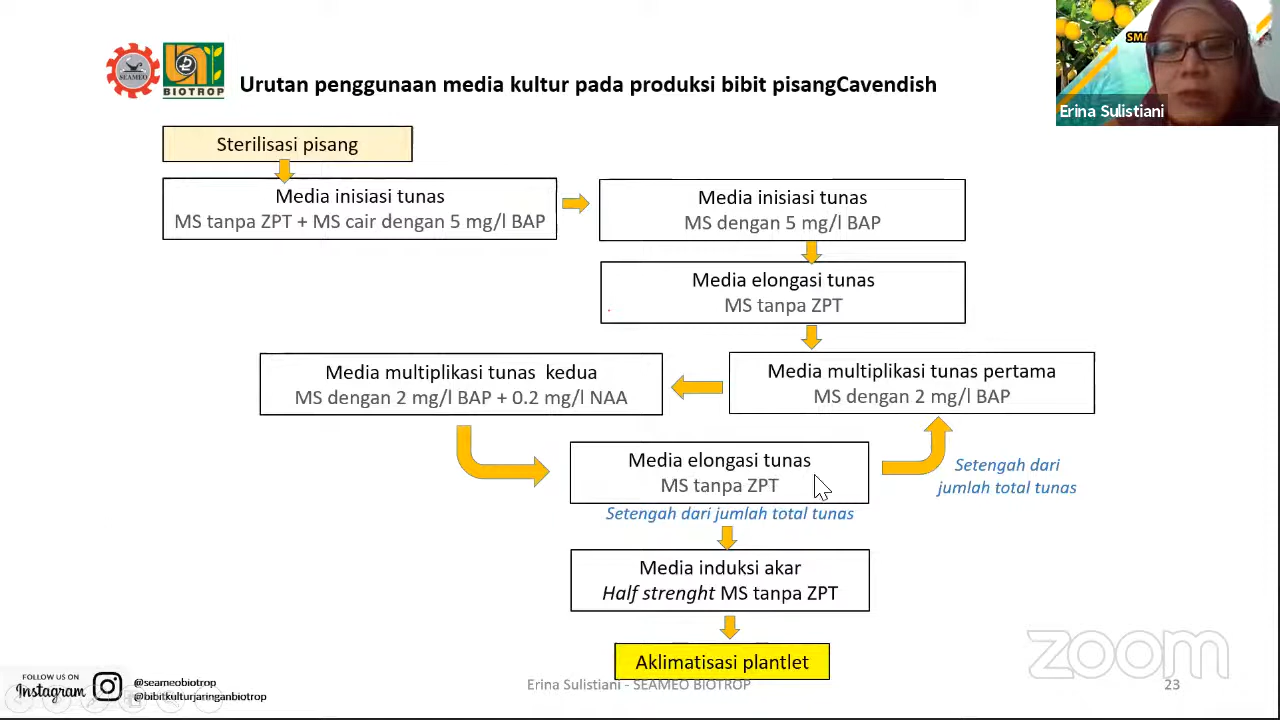 SEAMEO
BIOTROP
Urutan penggunaan media kultur pada produksi bibit pisangCavendish
SMA
Erina Sulistiani
Sterilisasi pisang
Media inisiasi tunas
MS tanpa ZPT + MS cair dengan 5 mg/l BAP
Media inisiasi tunas
MS dengan 5 mg/l BAP
Media elongasi tunas
MS tanpa ZPT
Media multiplikasi tunas pertama
MS dengan 2 mg/l BAP
Media multiplikasi tunas kedua
MS dengan 2 mg/l BAP + 0.2 mg/l NAA
Media elongasi tunas
MS tanpa ZPT
Setengah dari
jumlah total tunas
Setengah dari jumlah total tunas
Media induksi akar
Half strenght MS tanpa ZPT
Aklimatisasi plantlet
zoom
FOLLOW US ON
Instagram
@seameobiotrop
@bibitkulturjaringanbiotrop
Erina Sulistiani - SEAMEO BIOTROP
23